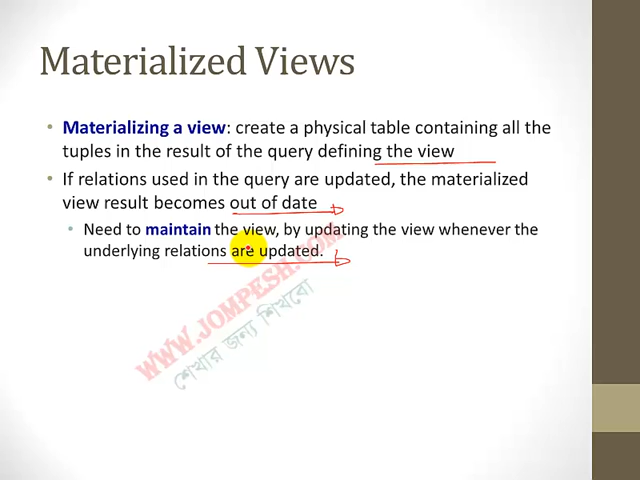 Materialized Views
• Materializing a view: create a physical table containing all the
tuples in the result of the query defining the view
• If relations used in the query are updated, the materialized
view result becomes out of date
• Need to maintain the view, by updating the view whenever the
underlying relations are updated.
WWW.JOMPESH.COM
শেখার জন্য শিখবো